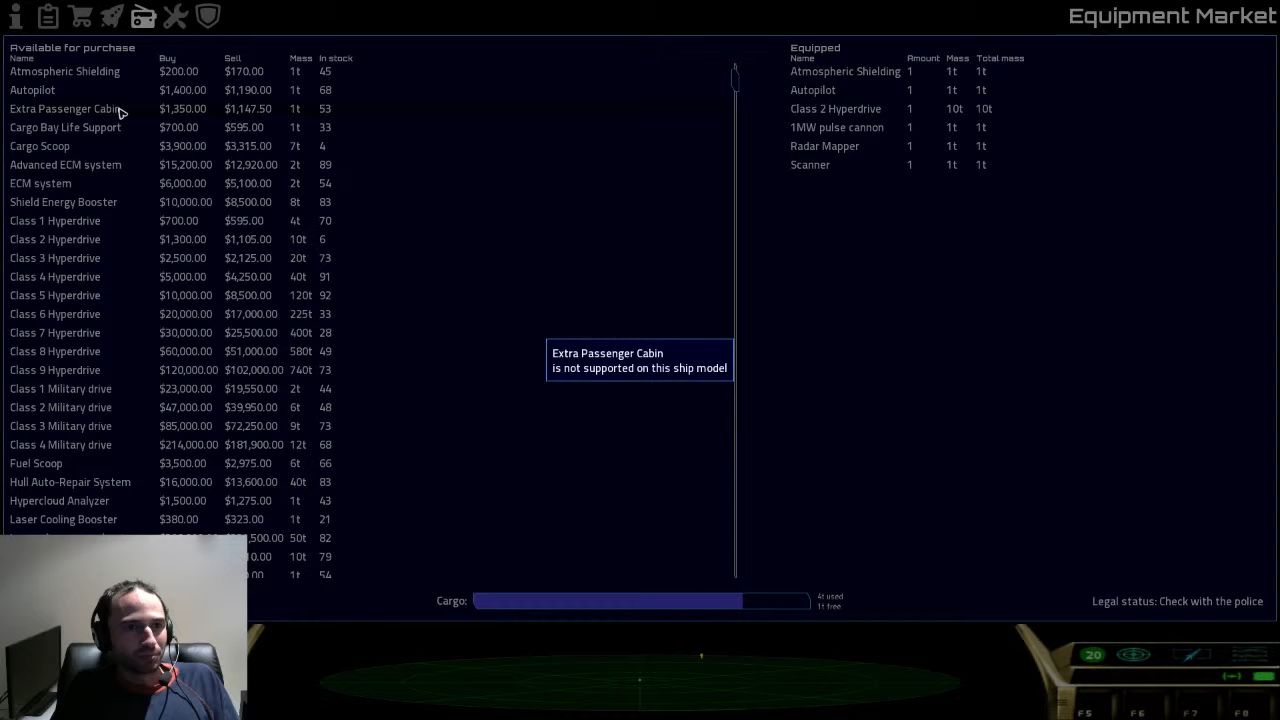 Equipment Market
Available for purchase
Name Buy Sell Mass In stock
Atmospheric Shielding $200.00 $170.00 1t 45
Autopilot $1,400.00 $1,190.00 1t 68
Extra Passenger Cabin $1,350.00 $1,147.50 1t 53
Cargo Bay Life Support $700.00 $595.00 1t 33
Cargo Scoop $3,900.00 $3,315.00 7t 4
Advanced ECM system $15,200.00 $12,920.00 2t 89
ECM system $6,000.00 $5,100.00 2t 54
Shield Energy Booster $10,000.00 $8,500.00 8t 83
Class 1 Hyperdrive $700.00 $595.00 4t 70
Class 2 Hyperdrive $1,300.00 $1,105.00 10t 6
Class 3 Hyperdrive $2,500.00 $2,125.00 20t 73
Class 4 Hyperdrive $5,000.00 $4,250.00 40t 91
Class 5 Hyperdrive $10,000.00 $8,500.00 120t 92
Class 6 Hyperdrive $20,000.00 $17,000.00 225t 33
Class 7 Hyperdrive $30,000.00 $25,500.00 400t 28
Class 8 Hyperdrive $60,000.00 $51,000.00 580t 49
Class 9 Hyperdrive $120,000.00 $102,000.00 740t 73
Class 1 Military drive $23,000.00 $19,550.00 2t 44
Class 2 Military drive $47,000.00 $39,950.00 6t 48
Class 3 Military drive $85,000.00 $72,250.00 9t 73
Class 4 Military drive $214,000.00 $181,900.00 12t 68
Fuel Scoop $3,500.00 $2,975.00 6t 66
Hull Auto-Repair System $16,000.00 $13,600.00 40t 83
Hypercloud Analyzer $1,500.00 $1,275.00 1t 43
Laser Cooling Booster $380.00 $323.00 1t 21
50t 82
10t 79
1t 54
Extra Passenger Cabin
is not supported on this ship model
Equipped
Name Amount Mass Total mass
Atmospheric Shielding 1 1t 1t
Autopilot 1 1t 1t
Class 2 Hyperdrive 1 10t 10t
1MW pulse cannon 1 1t 1t
Radar Mapper 1 1t 1t
Scanner 1 1t 1t
Cargo:
4t used
1t free
Legal status: Check with the police
20
F5 F6 F7 F8